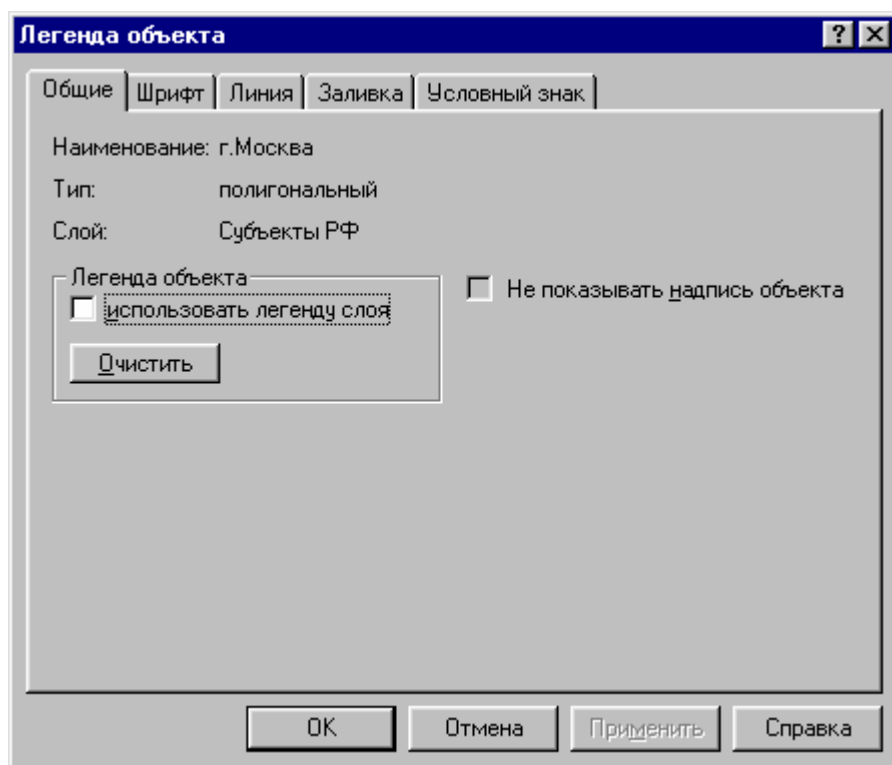 Легенда объекта
Общие Шрифт Линия Заливка Условный знак
Наименование: г.Москва
Тип: полигональный
Слой: Субъекты РФ
Легенда объекта
использовать легенду слоя
Не показывать надпись объекта
Очистить
OK Отмена Применить Справка